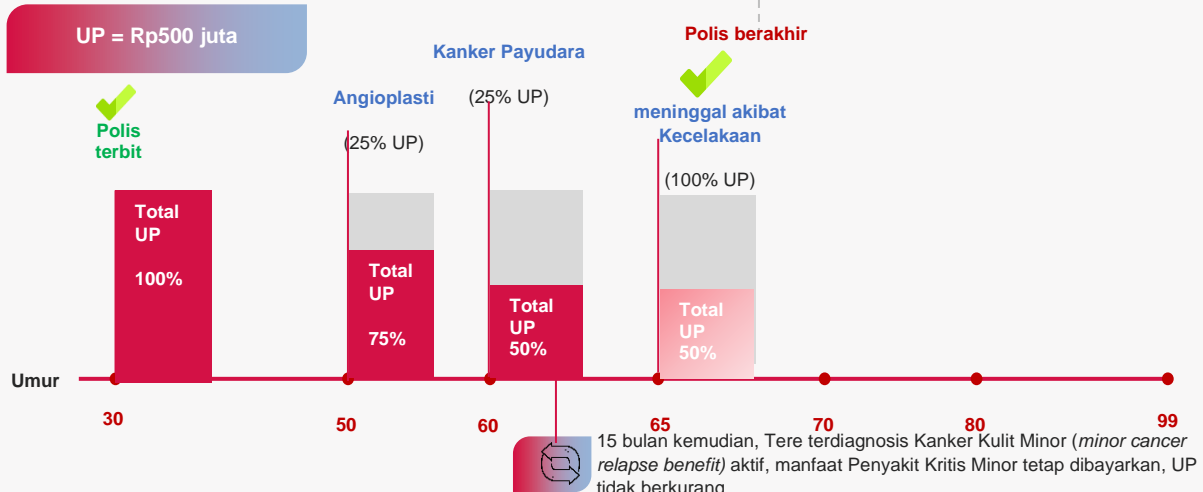 UP = Rp500 juta
Polis berakhir
Kanker Payudara
(25% UP)
Angioplasti
(25% UP)
meninggal akibat
Kecelakaan
(100% UP)
Polis
terbit
Total
UP
100%
Total
UP
75%
Total
UP
50%
Total
UP
50%
Umur
30
50
60
65
70
80
99
15 bulan kemudian, Tere terdiagnosis Kanker Kulit Minor (minor cancer
relapse benefit) aktif, manfaat Penyakit Kritis Minor tetap dibayarkan, UP
tidak berkurang